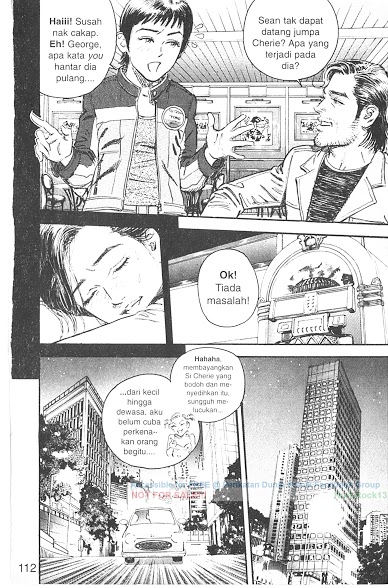 Haiii! Susah
nak cakap.
Eh! George,
apa kata you
hantar dia
pulang....
Sean tak dapat
datang jumpa
Cherie? Apa yang
terjadi pada
dia?
Ok!
Tiada
masalah!
Hahaha,
membayangkan
Si Cherie yang
bodoh dan me-
nyedihkan itu,
sungguh me-
lucukan...
...dari kecil
hingga
dewasa, aku
belum cuba
perkena-
kan orang
begitu....
NOT FOR SALE
112